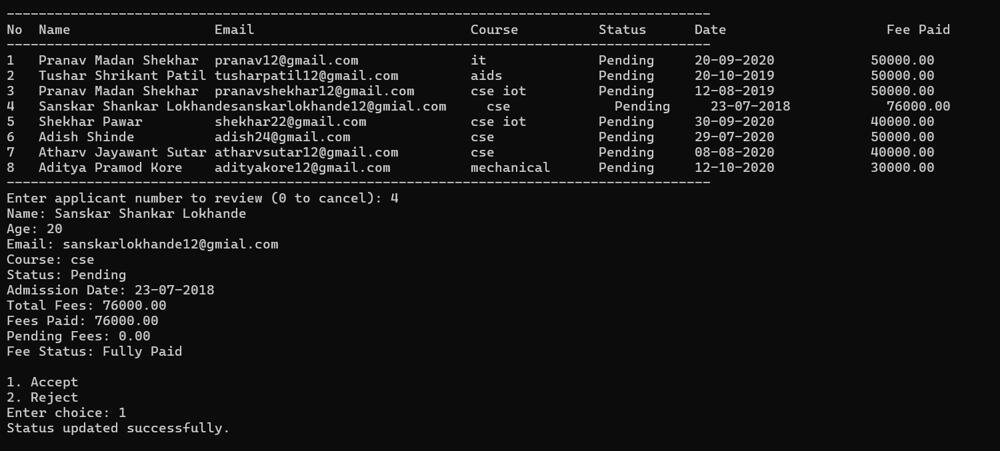 ----------------------------------------------------------------------------------------
No  Name                  Email                           Course          Status      Date                    Fee Paid
----------------------------------------------------------------------------------------
1   Pranav Madan Shekhar  pranav12@gmail.com              it              Pending     20-09-2020            50000.00
2   Tushar Shrikant Patil tusharpatil12@gmail.com         aids            Pending     20-10-2019            50000.00
3   Pranav Madan Shekhar  pranavshekhar12@gmail.com       cse iot         Pending     12-08-2019            50000.00
4   Sanskar Shankar Lokhandesanskarlokhande12@gmial.com     cse             Pending     23-07-2018            76000.00
5   Shekhar Pawar         shekhar22@gmail.com             cse iot         Pending     30-09-2020            40000.00
6   Adish Shinde          adish24@gmail.com               cse             Pending     29-07-2020            50000.00
7   Atharv Jayawant Sutar atharvsutar12@gmail.com         cse             Pending     08-08-2020            40000.00
8   Aditya Pramod Kore    adityakore12@gmail.com          mechanical      Pending     12-10-2020            30000.00
----------------------------------------------------------------------------------------
Enter applicant number to review (0 to cancel): 4
Name: Sanskar Shankar Lokhande
Age: 20
Email: sanskarlokhande12@gmial.com
Course: cse
Status: Pending
Admission Date: 23-07-2018
Total Fees: 76000.00
Fees Paid: 76000.00
Pending Fees: 0.00
Fee Status: Fully Paid

1. Accept
2. Reject
Enter choice: 1
Status updated successfully.